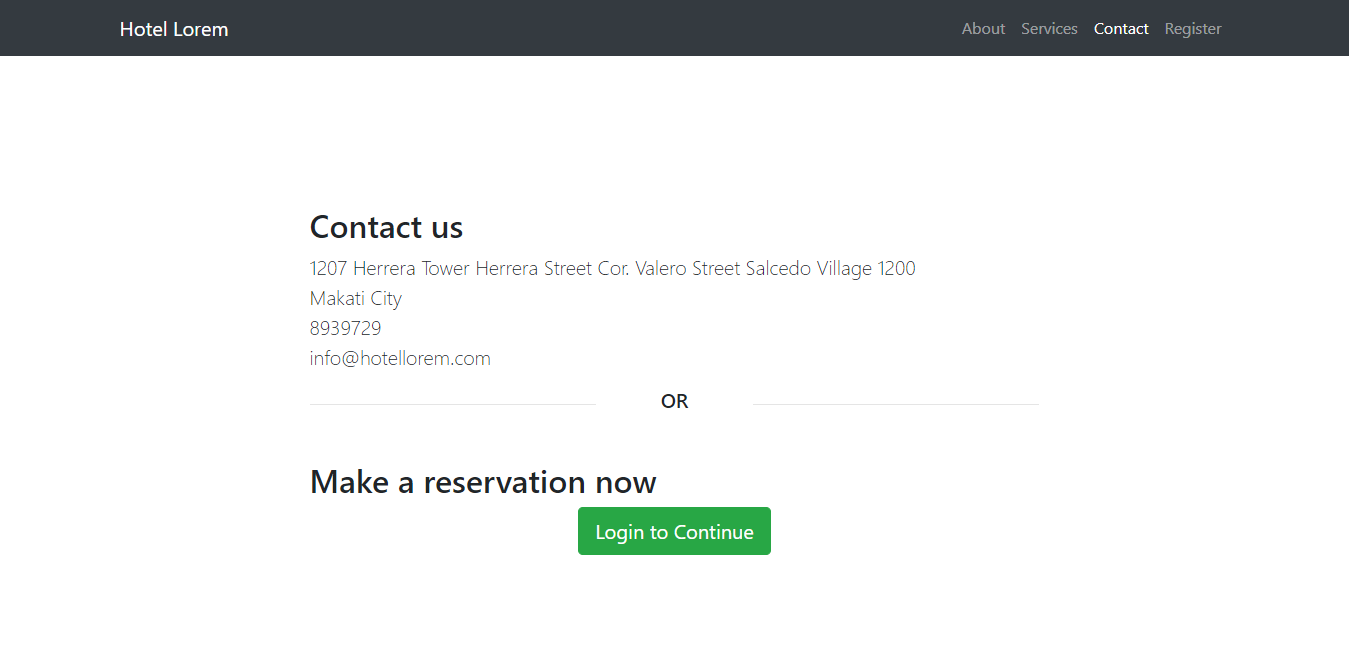 Hotel Lorem
About Services Contact Register
Contact us
1207 Herrera Tower Herrera Street Cor. Valero Street Salcedo Village 1200
Makati City
8939729
info@hotellorem.com
OR
Make a reservation now
Login to Continue